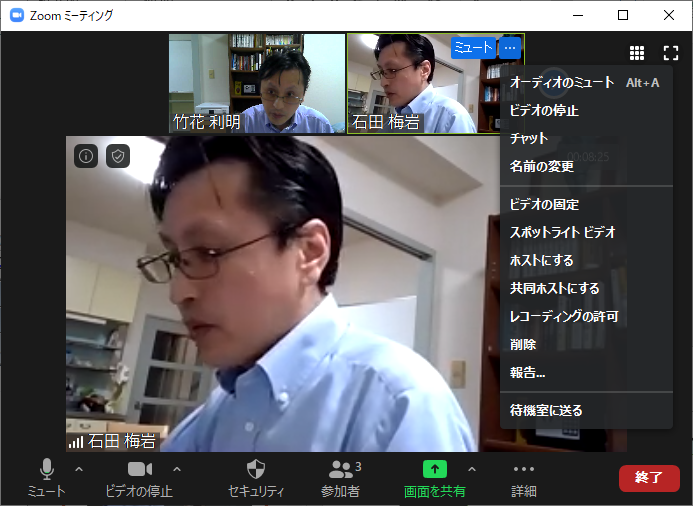 Zoom ミーティング
竹花 利明
石田 梅岩
ミュート
...
オーディオのミュート Alt+A
ビデオの停止
チャット
名前の変更
00:08:25
ビデオの固定
スポットライト ビデオ
ホストにする
共同ホストにする
レコーディングの許可
削除
報告...
待機室に送る
石田 梅岩
ミュート
ビデオの停止
セキュリティ
参加者
3
画面を共有
詳細
終了